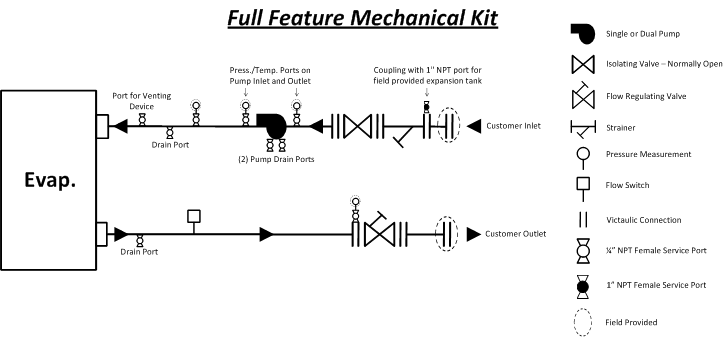 Full Feature Mechanical Kit
Single or Dual Pump
Isolating Valve – Normally Open
Flow Regulating Valve
Strainer
Pressure Measurement
Flow Switch
Victaulic Connection
¼" NPT Female Service Port
1" NPT Female Service Port
Field Provided
Press./Temp. Ports on
Pump Inlet and Outlet
Coupling with 1" NPT port for
field provided expansion tank
Port for Venting
Device
Drain Port
(2) Pump Drain Ports
Customer Inlet
Evap.
Drain Port
Customer Outlet